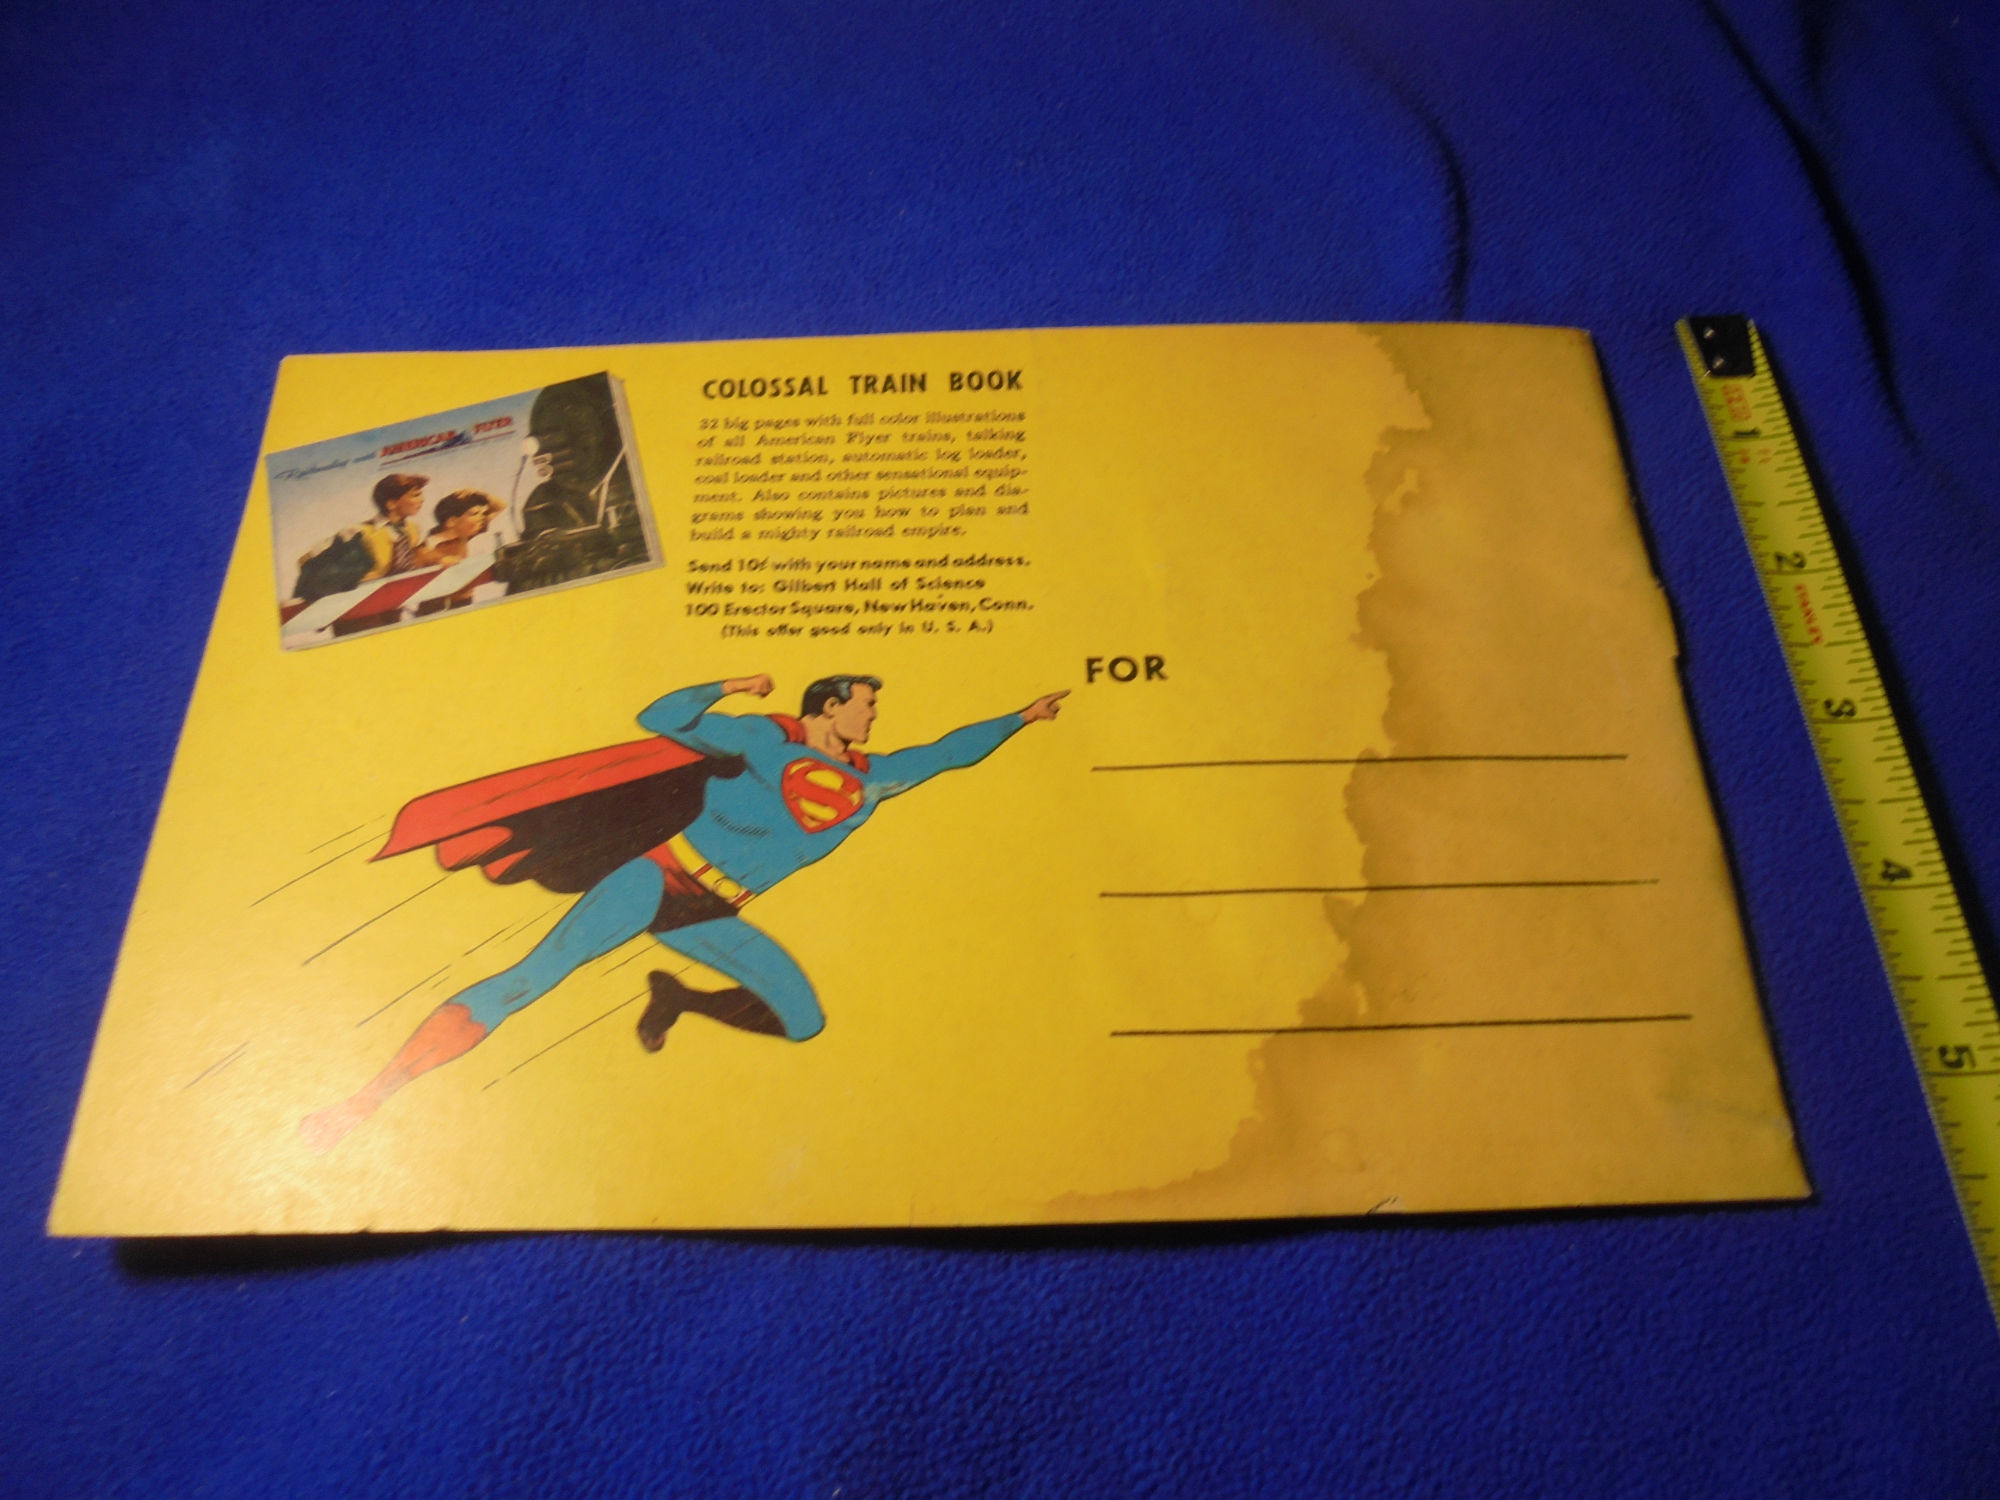 COLOSSAL TRAIN BOOK
32 big pages with full color illustrations
of all American Flyer trains, talking
railroad station, automatic log loader,
coal loader and other sensational equip-
ment. Also contains pictures and dia-
grams showing you how to plan and
build a mighty railroad empire.
Send 10¢ with your name and address.
Write to: Gilbert Hall of Science
100 Erector Square, New Haven, Conn.
(This offer good only in U. S. A.)
Railroading with AMERICAN FLYER
FOR
S
1
2
STANLEY
3
4
5